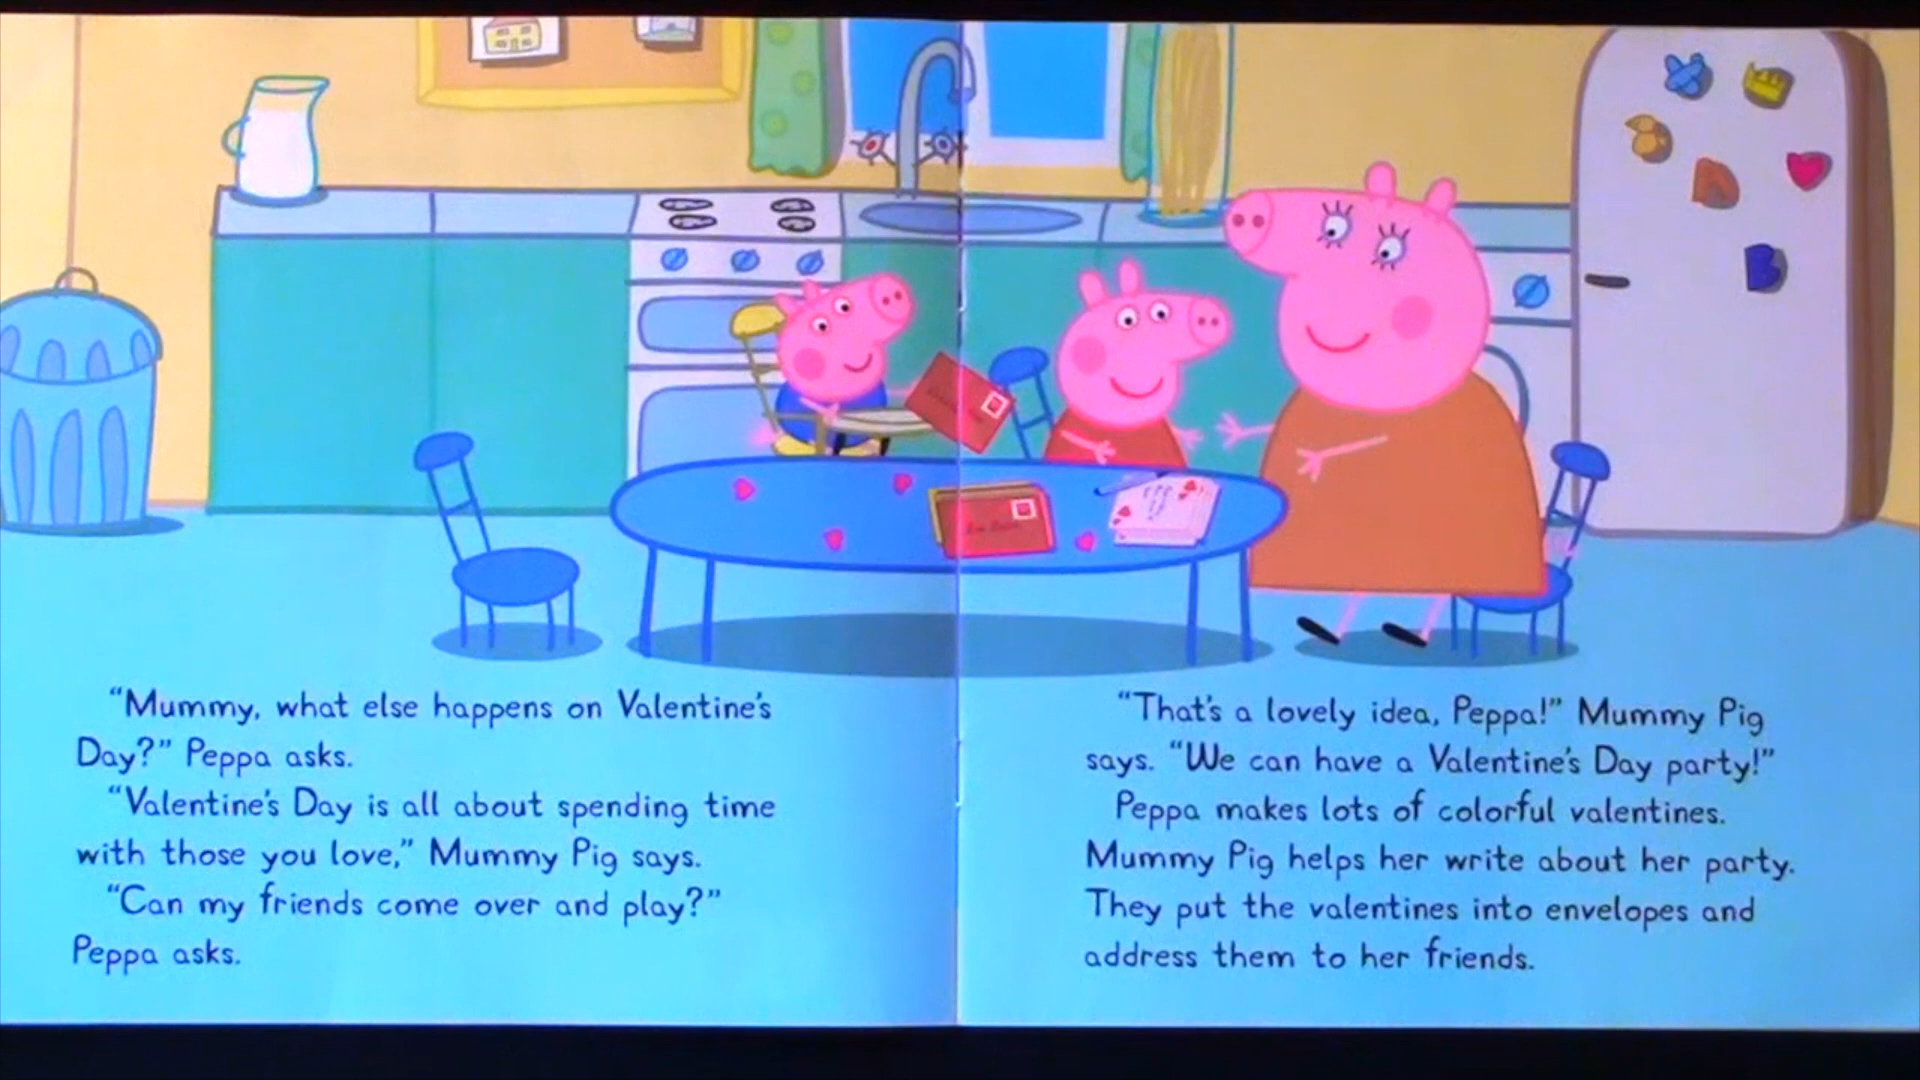 “Mummy, what else happens on Valentine’s
Day?” Peppa asks.
“Valentine’s Day is all about spending time
with those you love,” Mummy Pig says.
“Can my friends come over and play?”
Peppa asks.
“That’s a lovely idea, Peppa!” Mummy Pig
says. “We can have a Valentine’s Day party!”
Peppa makes lots of colorful valentines.
Mummy Pig helps her write about her party.
They put the valentines into envelopes and
address them to her friends.